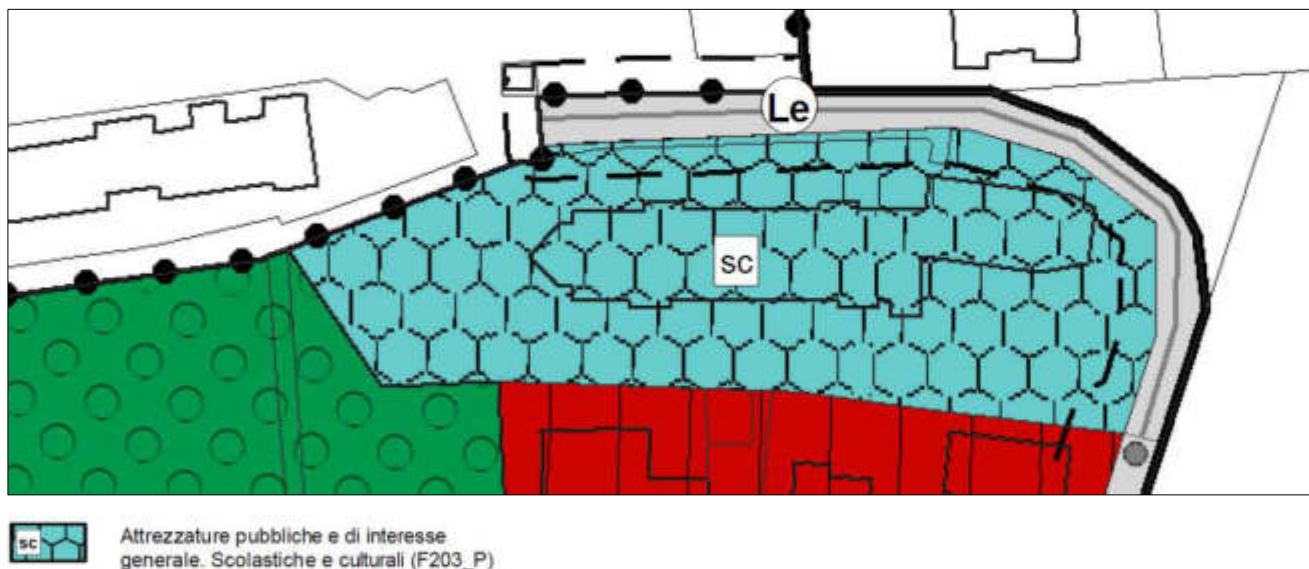 Le
sc
sc
Attrezzature pubbliche e di interesse
generale. Scolastiche e culturali (F203_P)